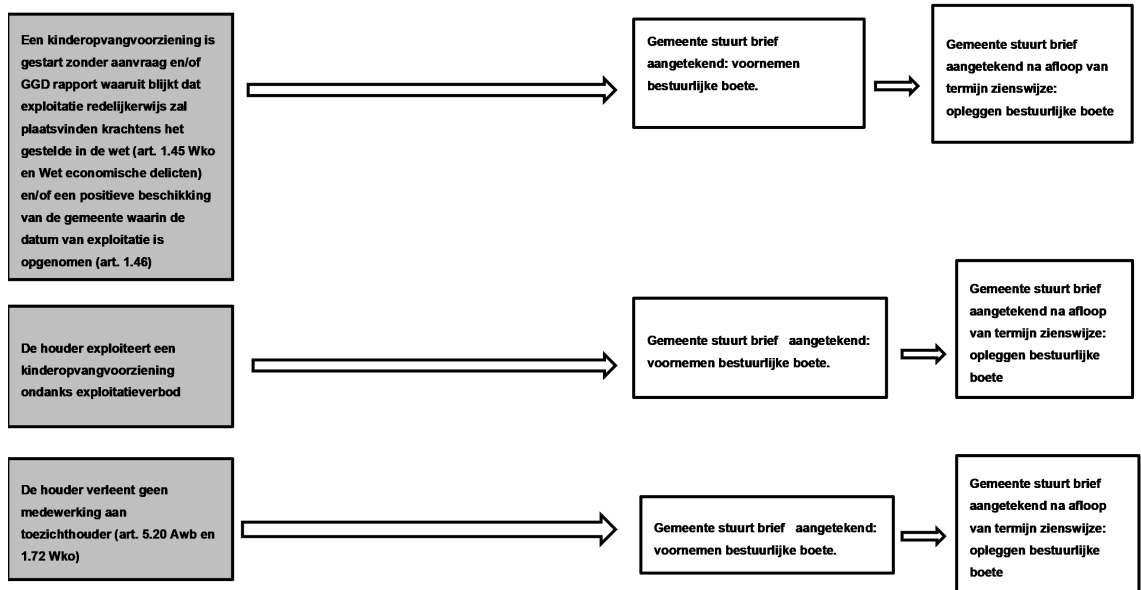 Een kinderopvangvoorziening is
gestart zonder aanvraag en/of
GGD rapport waaruit blijkt dat
exploitatie redelijkerwijs zal
plaatsvinden krachtens het
gestelde in de wet (art. 1.45 Wko
en Wet economische delicten)
en/of een positieve beschikking
van de gemeente waarin de
datum van exploitatie is
opgenomen (art. 1.46)
Gemeente stuurt brief
aangetekend: voornemen
bestuurlijke boete.
Gemeente stuurt brief
aangetekend na afloop van
termijn zienswijze:
opleggen bestuurlijke boete
De houder exploiteert een
kinderopvangvoorziening
ondanks exploitatieverbod
Gemeente stuurt brief aangetekend:
voornemen bestuurlijke boete.
Gemeente stuurt brief
aangetekend na afloop
van termijn zienswijze:
opleggen bestuurlijke
boete
De houder verleent geen
medewerking aan
toezichthouder (art. 5.20 Awb en
1.72 Wko)
Gemeente stuurt brief aangetekend:
voornemen bestuurlijke boete.
Gemeente stuurt brief
aangetekend na afloop
van termijn zienswijze:
opleggen bestuurlijke
boete